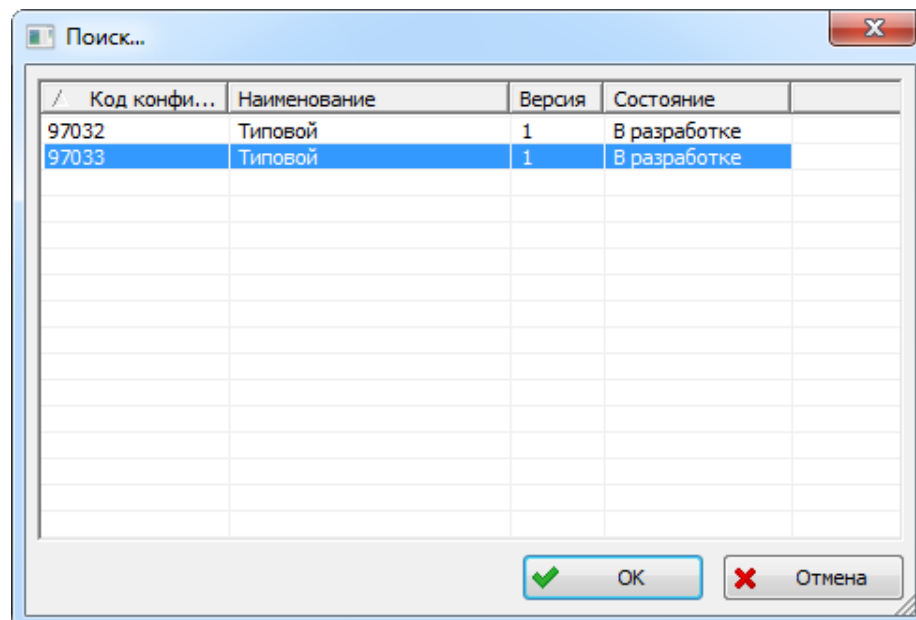 Поиск...
Код конфи... Наименование Версия Состояние
97032 Типовой 1 В разработке
97033 Типовой 1 В разработке
OK Отмена